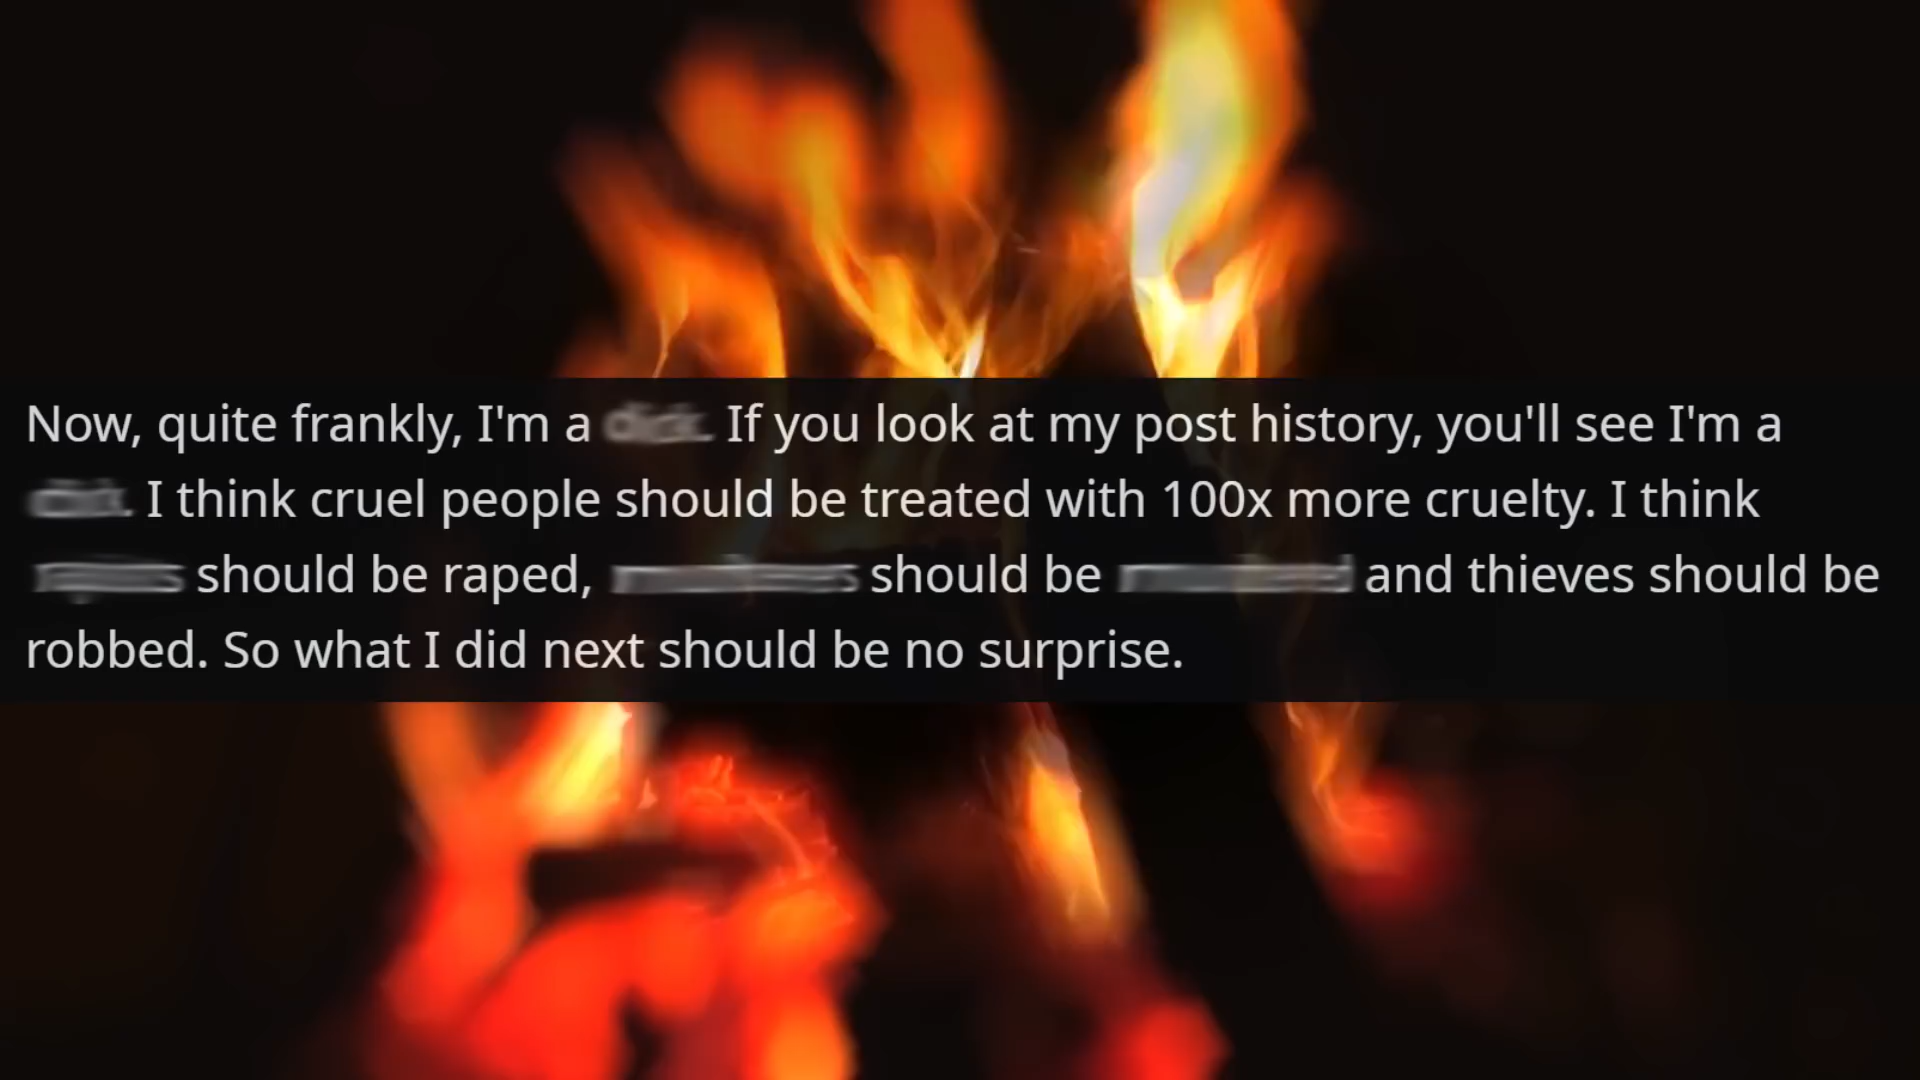 Now, quite frankly, I'm a If you look at my post history, you'll see I'm a
I think cruel people should be treated with 100x more cruelty. I think
should be raped, should be and thieves should be
robbed. So what I did next should be no surprise.